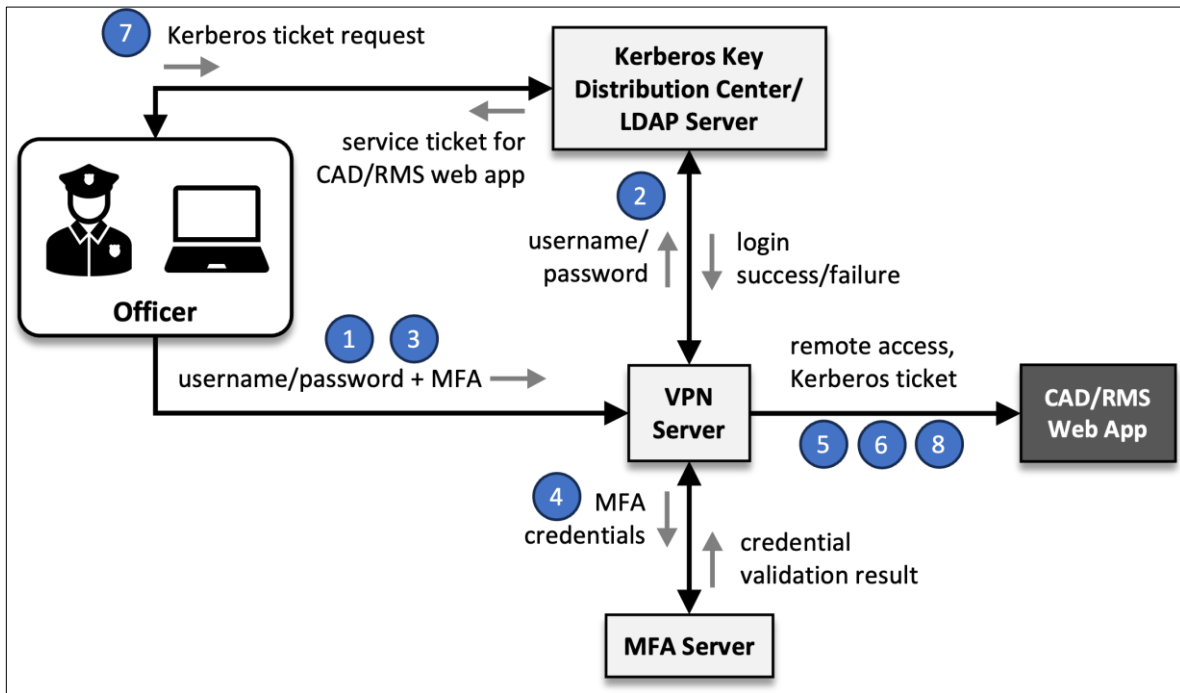 7
Kerberos ticket request
service ticket for
CAD/RMS web app
Kerberos Key
Distribution Center/
LDAP Server
2
username/
password
login
success/failure
Officer
1
3
username/password + MFA
VPN
Server
remote access,
Kerberos ticket
5
6
8
CAD/RMS
Web App
4
MFA
credentials
credential
validation result
MFA Server